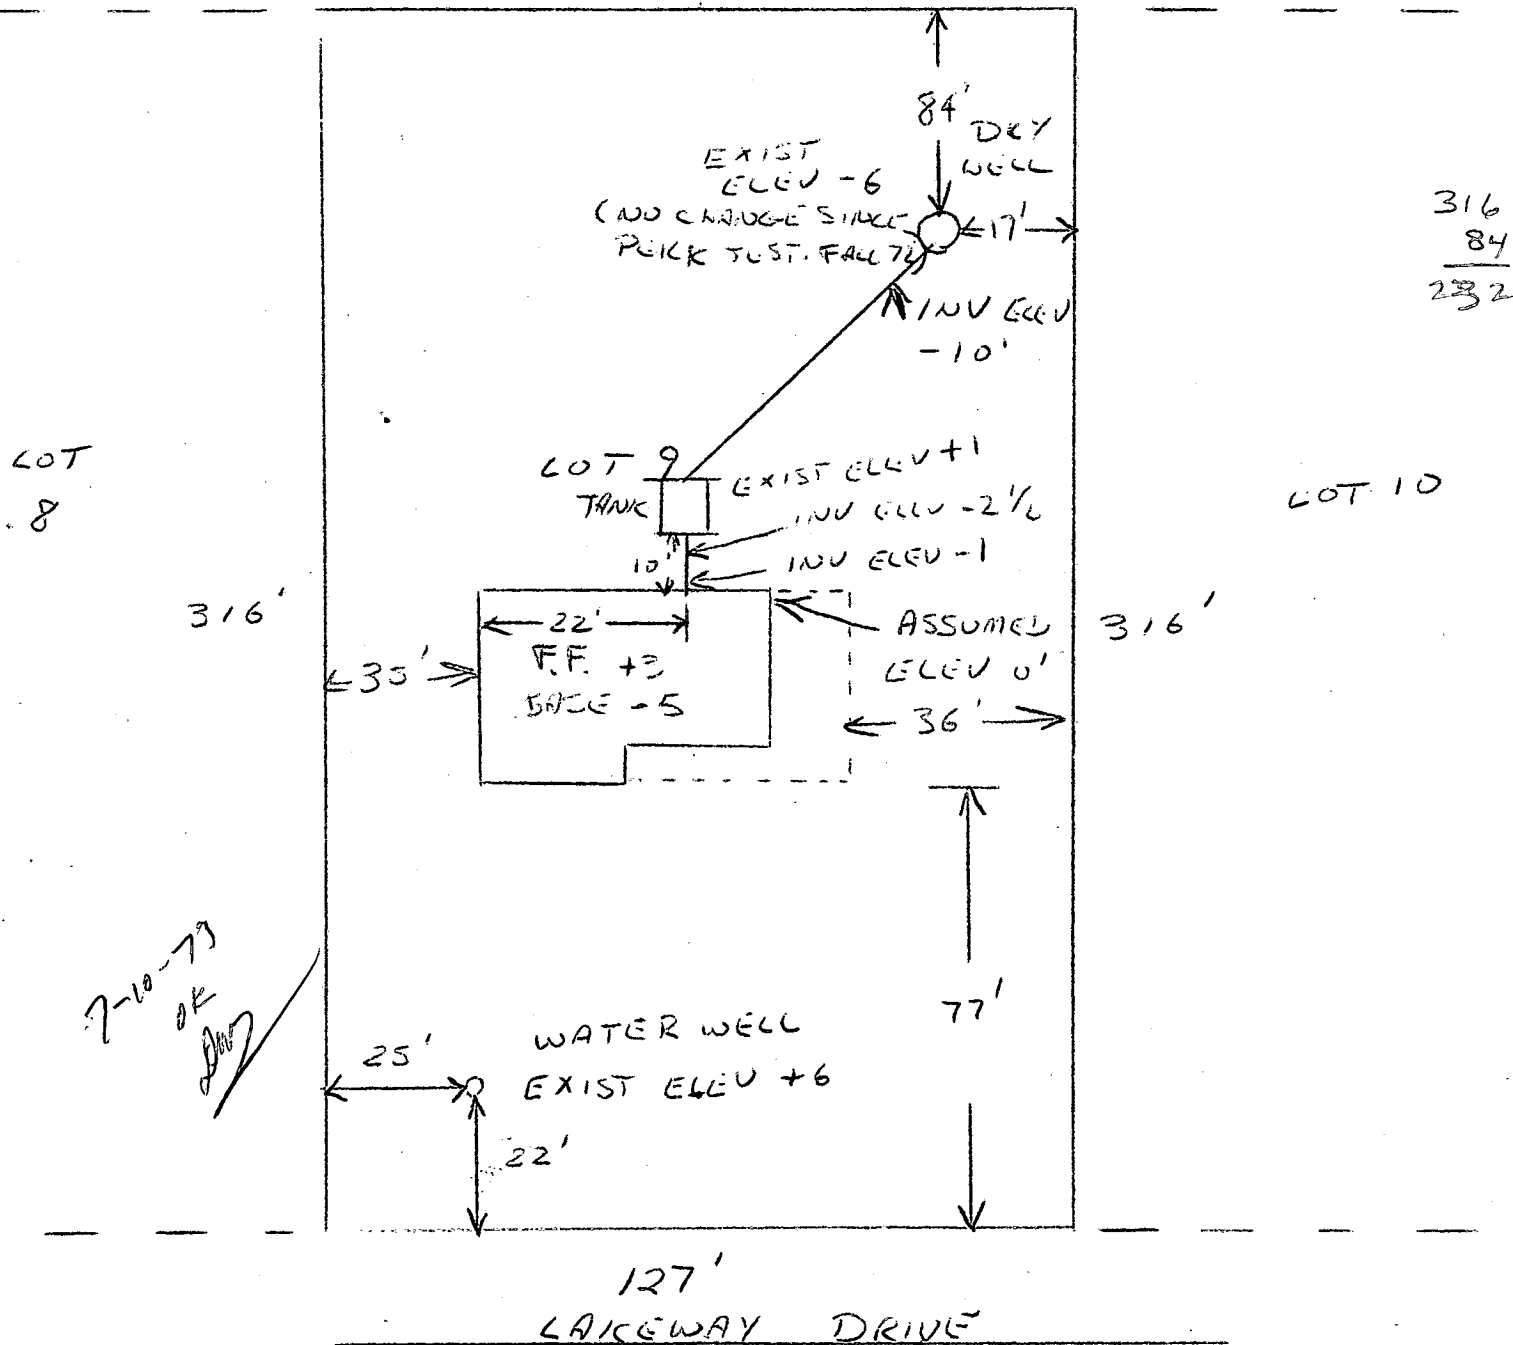 84'
DRY
WELL
EXIST
ELEV -6
(NO CHANGE SINCE
PERK TEST. FALL 72)
17'
316
84
232
INV ELEV
-10'
LOT
8
LOT 9
TANK
EXIST ELEV +1
INV ELEV -2 1/2
INV ELEV -1
10'
LOT 10
316'
22'
F.F. +3
BASE -5
35'
ASSUMED
ELEV 0'
36'
316'
7-10-73
OK
77'
WATER WELL
EXIST ELEV +6
25'
22'
127'
LAKEWAY DRIVE